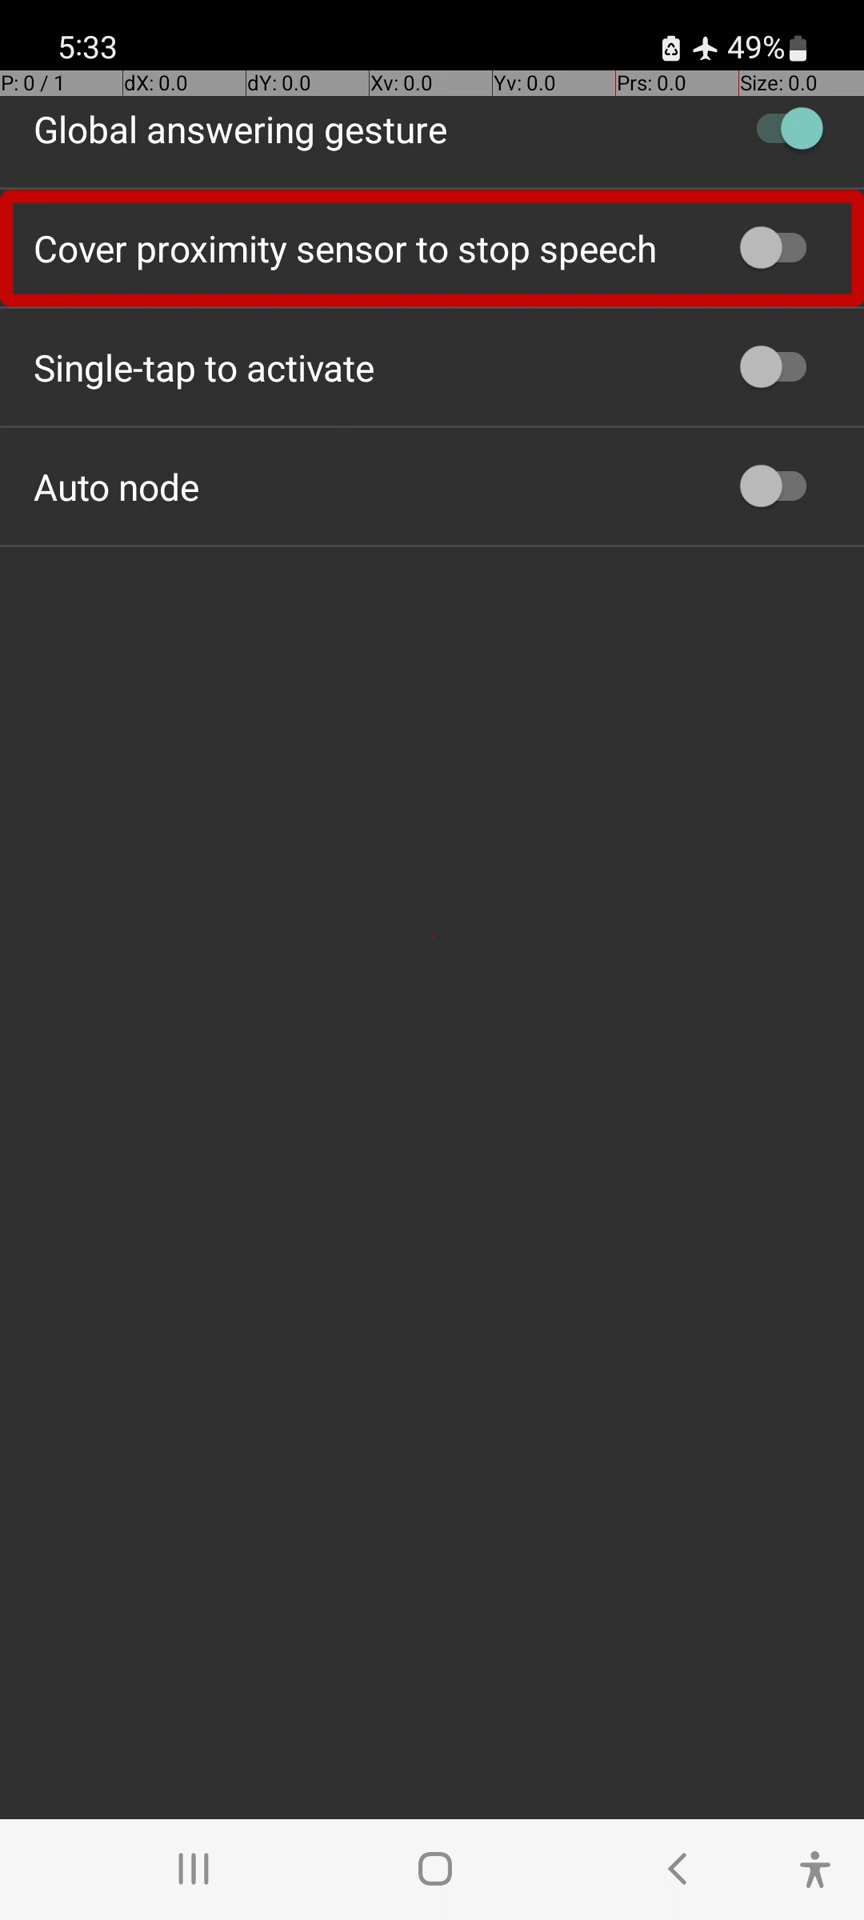 5:33 49%
P: 0 / 1 dX: 0.0 dY: 0.0 Xv: 0.0 Yv: 0.0 Prs: 0.0 Size: 0.0
Global answering gesture
Cover proximity sensor to stop speech
Single-tap to activate
Auto node